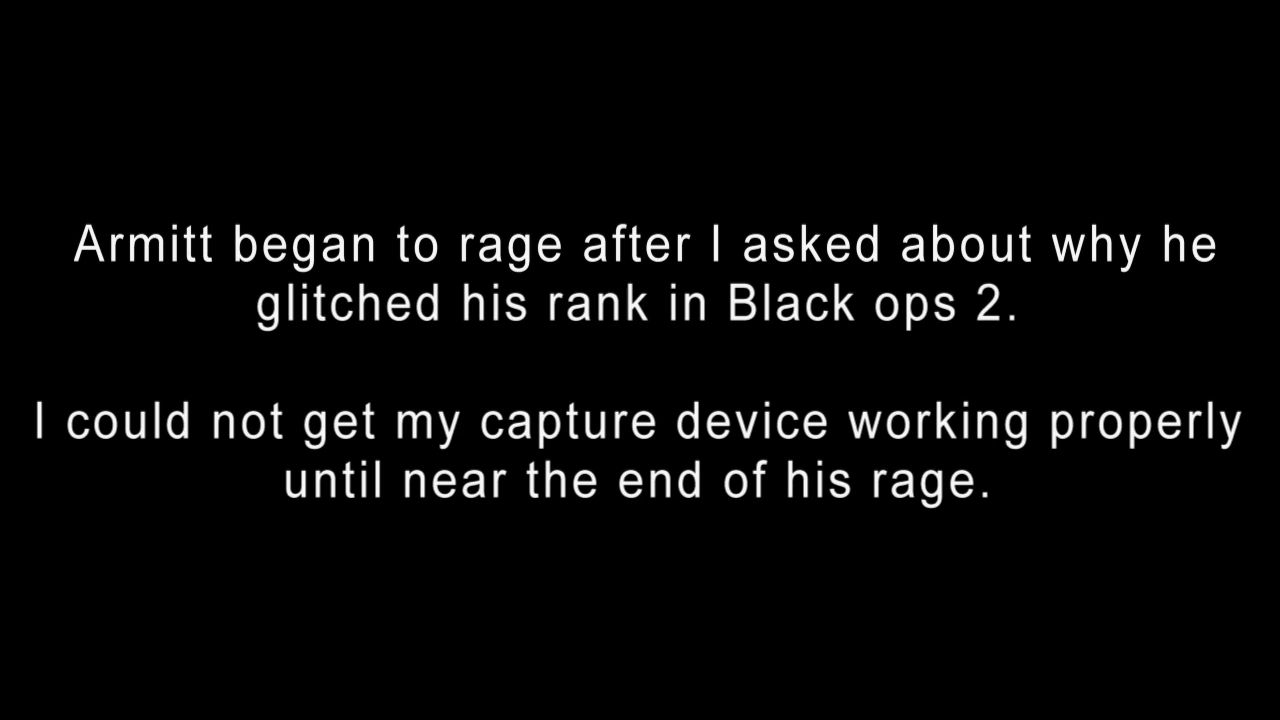 Armitt began to rage after I asked about why he
glitched his rank in Black ops 2.
I could not get my capture device working properly
until near the end of his rage.